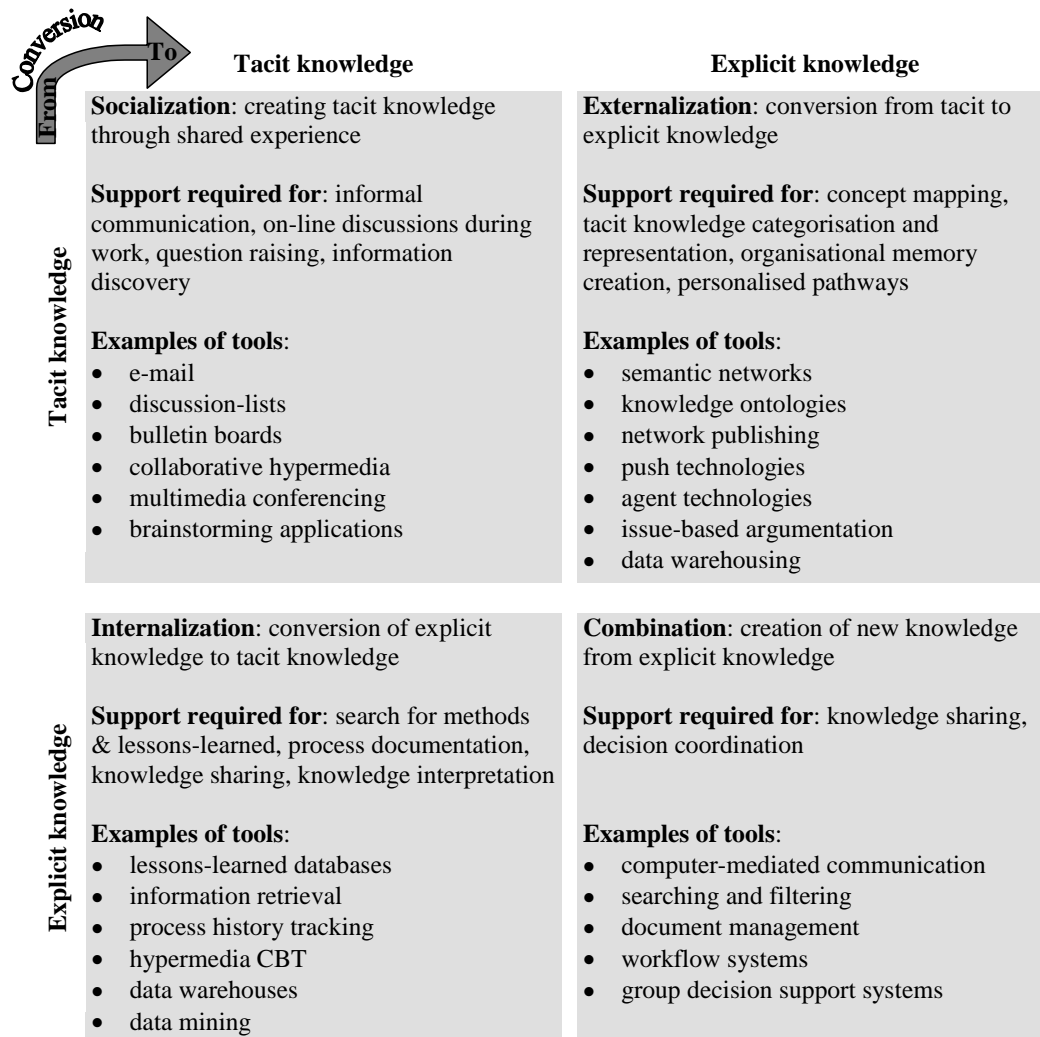 Conversion
From
To
Tacit knowledge
Explicit knowledge
Tacit knowledge
Socialization: creating tacit knowledge
through shared experience
Support required for: informal
communication, on-line discussions during
work, question raising, information
discovery
Examples of tools:
• e-mail
• discussion-lists
• bulletin boards
• collaborative hypermedia
• multimedia conferencing
• brainstorming applications
Externalization: conversion from tacit to
explicit knowledge
Support required for: concept mapping,
tacit knowledge categorisation and
representation, organisational memory
creation, personalised pathways
Examples of tools:
• semantic networks
• knowledge ontologies
• network publishing
• push technologies
• agent technologies
• issue-based argumentation
• data warehousing
Explicit knowledge
Internalization: conversion of explicit
knowledge to tacit knowledge
Support required for: search for methods
& lessons-learned, process documentation,
knowledge sharing, knowledge interpretation
Examples of tools:
• lessons-learned databases
• information retrieval
• process history tracking
• hypermedia CBT
• data warehouses
• data mining
Combination: creation of new knowledge
from explicit knowledge
Support required for: knowledge sharing,
decision coordination
Examples of tools:
• computer-mediated communication
• searching and filtering
• document management
• workflow systems
• group decision support systems